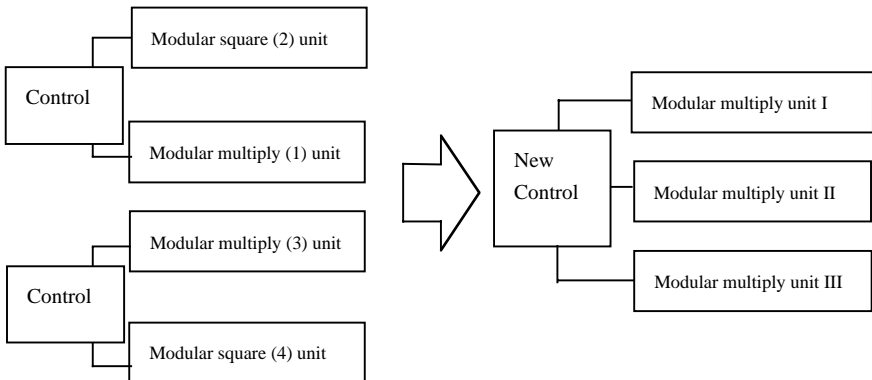 Modular square (2) unit
Control
Modular multiply (1) unit
Modular multiply (3) unit
Control
Modular square (4) unit
Modular multiply unit I
New
Control
Modular multiply unit II
Modular multiply unit III